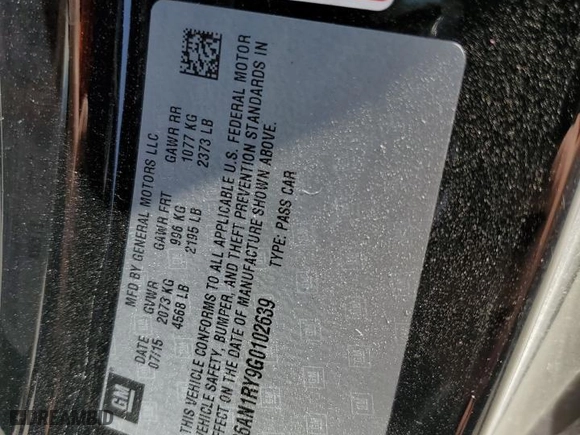 MFD BY GENERAL MOTORS LLC
DATE GVWR GAWR FRT GAWR RR
07/15 2073 KG 996 KG 1077 KG
4568 LB 2195 LB 2373 LB
THIS VEHICLE CONFORMS TO ALL APPLICABLE U.S. FEDERAL MOTOR
VEHICLE SAFETY, BUMPER, AND THEFT PREVENTION STANDARDS IN
EFFECT ON THE DATE OF MANUFACTURE SHOWN ABOVE.
6AN1RY9G0102639 TYPE: PASS CAR
GM
DREAMBID